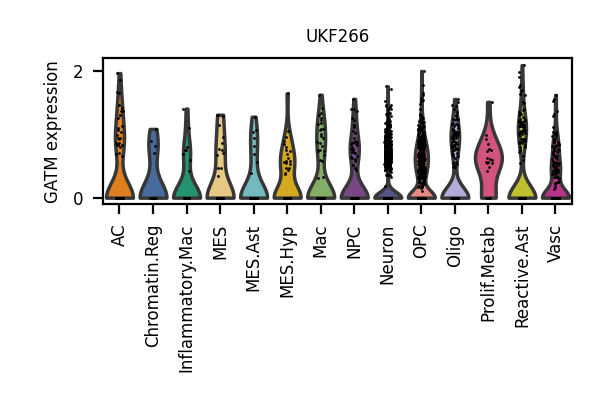 UKF266
GATM expression
2
0
AC
Chromatin.Reg
Inflammatory.Mac
MES
MES.Ast
MES.Hyp
Mac
NPC
Neuron
OPC
Oligo
Prolif.Metab
Reactive.Ast
Vasc